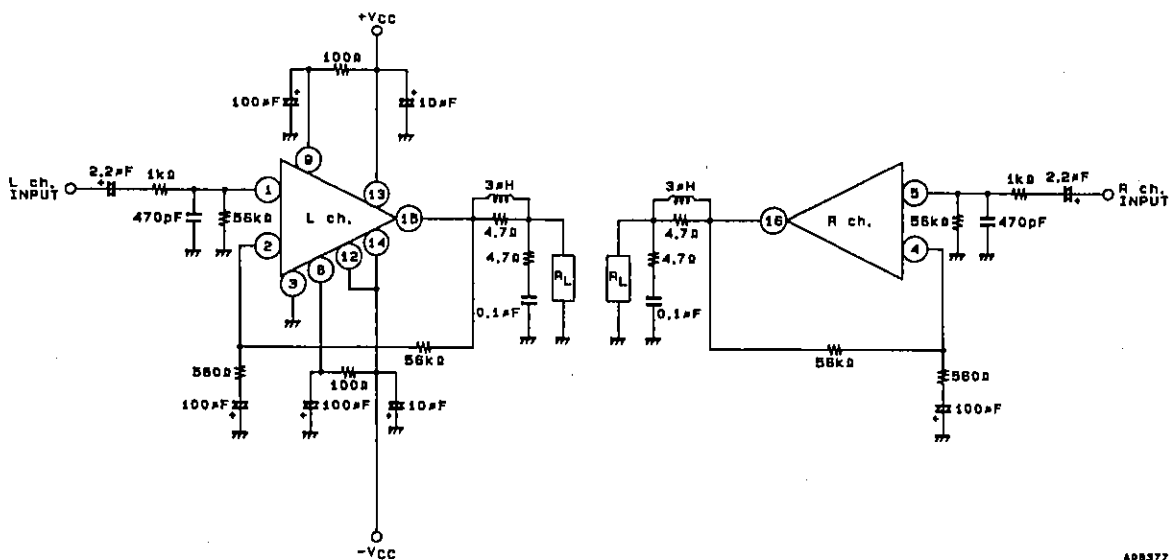 +VCC
100Ω
100µF
+
+
10µF
9
L ch.
INPUT
2.2µF
+
1kΩ
470pF
56kΩ
1
2
3
8
12
14
13
15
L ch.
3µH
4.7Ω
4.7Ω
0.1µF
RL
56kΩ
560Ω
100µF
+
100Ω
100µF
+
10µF
+
-VCC
3µH
4.7Ω
4.7Ω
0.1µF
RL
16
R ch.
5
4
56kΩ
470pF
1kΩ
2.2µF
+
R ch.
INPUT
56kΩ
560Ω
100µF
+